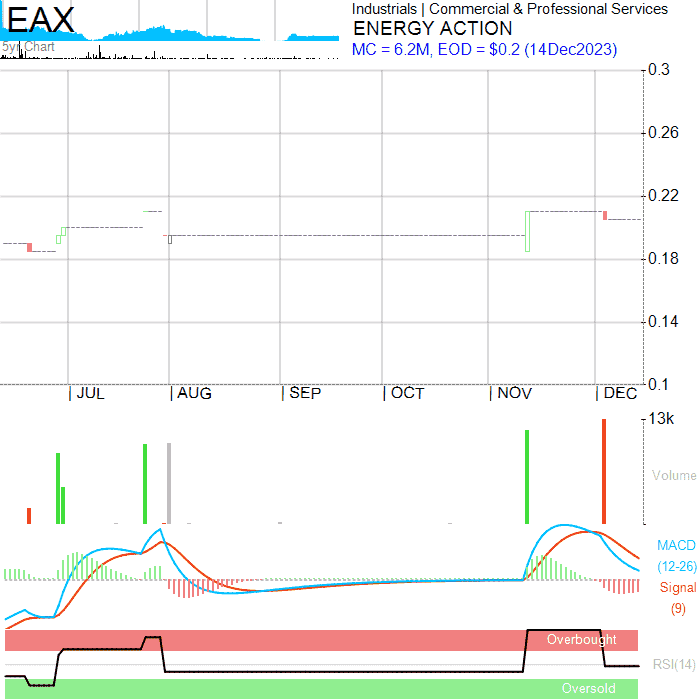 EAX
5yr Chart
Industrials | Commercial & Professional Services
ENERGY ACTION
MC = 6.2M, EOD = $0.2 (14Dec2023)
0.3
0.26
0.22
0.18
0.14
0.1
JUL
AUG
SEP
OCT
NOV
DEC
13k
Volume
MACD
(12-26)
Signal
(9)
Overbought
RSI(14)
Oversold